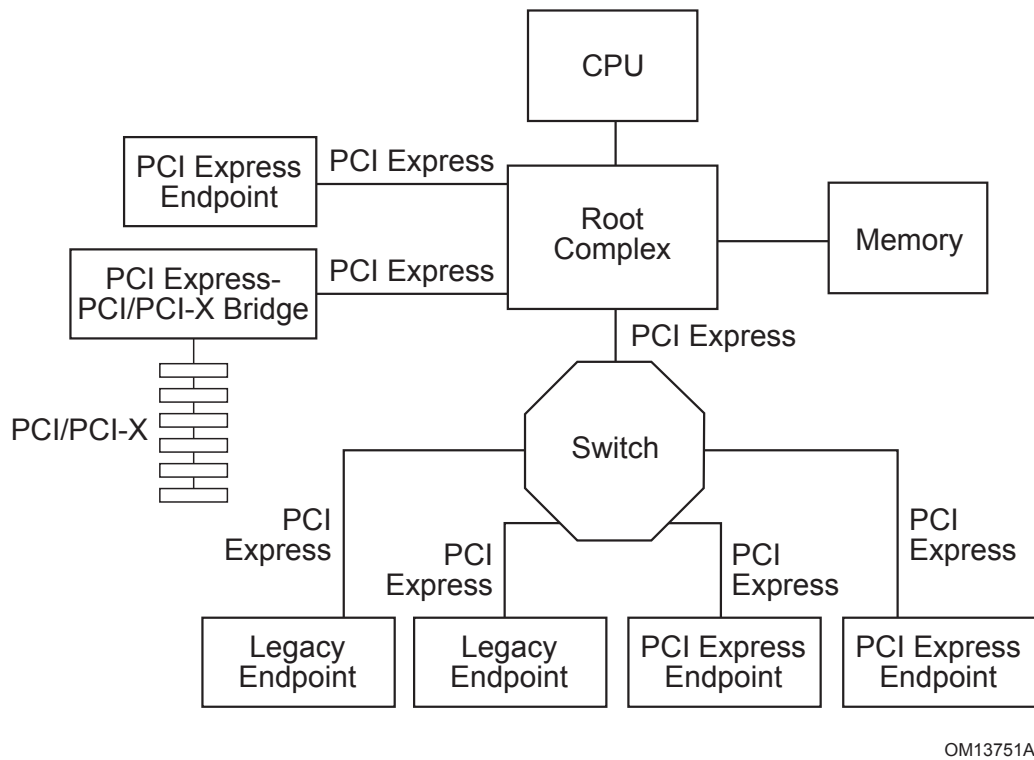 CPU
PCI Express
Endpoint
PCI Express
Root
Complex
Memory
PCI Express-
PCI/PCI-X Bridge
PCI Express
PCI Express
PCI/PCI-X
Switch
PCI
Express
PCI
Express
PCI
Express
PCI
Express
Legacy
Endpoint
Legacy
Endpoint
PCI Express
Endpoint
PCI Express
Endpoint
OM13751A